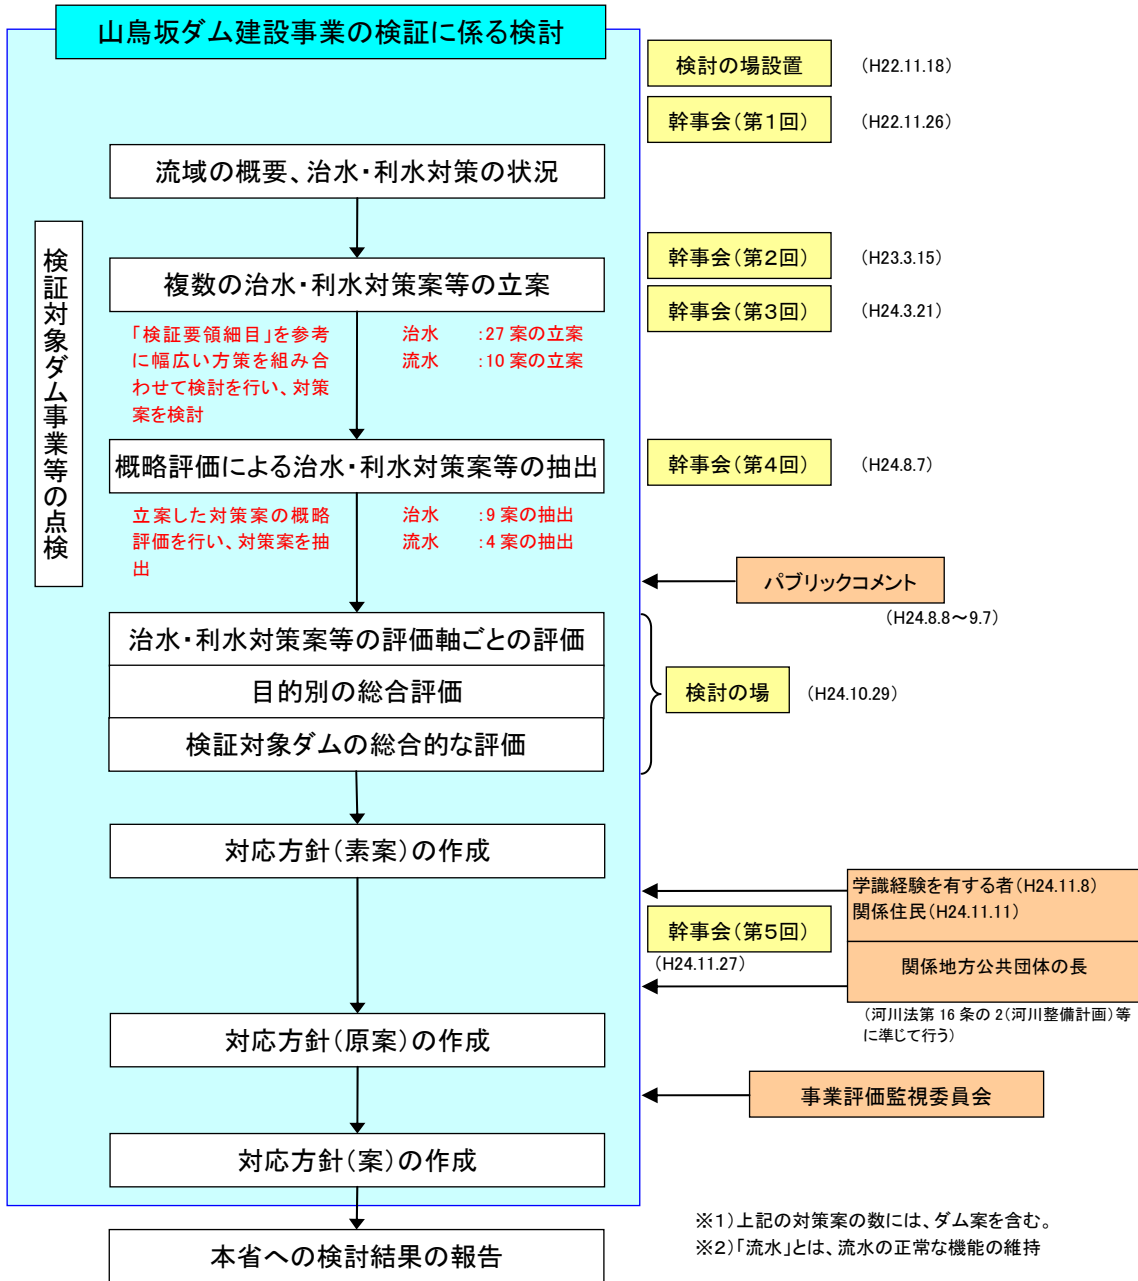 山鳥坂ダム建設事業の検証に係る検討
検討の場設置 (H22.11.18)
幹事会(第1回) (H22.11.26)
流域の概要、治水・利水対策の状況
検証対象ダム事業等の点検
幹事会(第2回) (H23.3.15)
複数の治水・利水対策案等の立案
幹事会(第3回) (H24.3.21)
「検証要領細目」を参考
に幅広い方策を組み合
わせて検討を行い、対策
案を検討
治水 :27 案の立案
流水 :10 案の立案
概略評価による治水・利水対策案等の抽出
幹事会(第4回) (H24.8.7)
立案した対策案の概略
評価を行い、対策案を抽
出
治水 :9 案の抽出
流水 :4 案の抽出
パブリックコメント
(H24.8.8~9.7)
治水・利水対策案等の評価軸ごとの評価
目的別の総合評価
検証対象ダムの総合的な評価
検討の場 (H24.10.29)
対応方針(素案)の作成
学識経験を有する者(H24.11.8)
関係住民(H24.11.11)
幹事会(第5回)
(H24.11.27)
関係地方公共団体の長
(河川法第 16 条の 2(河川整備計画)等
に準じて行う)
対応方針(原案)の作成
事業評価監視委員会
対応方針(案)の作成
本省への検討結果の報告
※1)上記の対策案の数には、ダム案を含む。
※2)「流水」とは、流水の正常な機能の維持